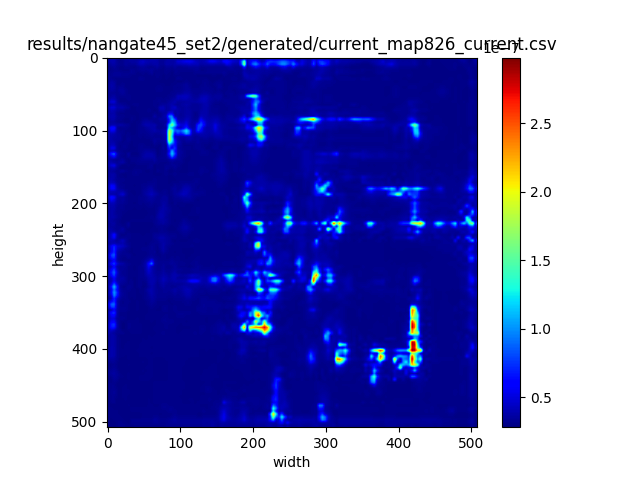 results/nangate45_set2/generated/current_map826_current.csv
1e−7
0
100
200
300
400
500
height
0 100 200 300 400 500
width
2.5
2.0
1.5
1.0
0.5